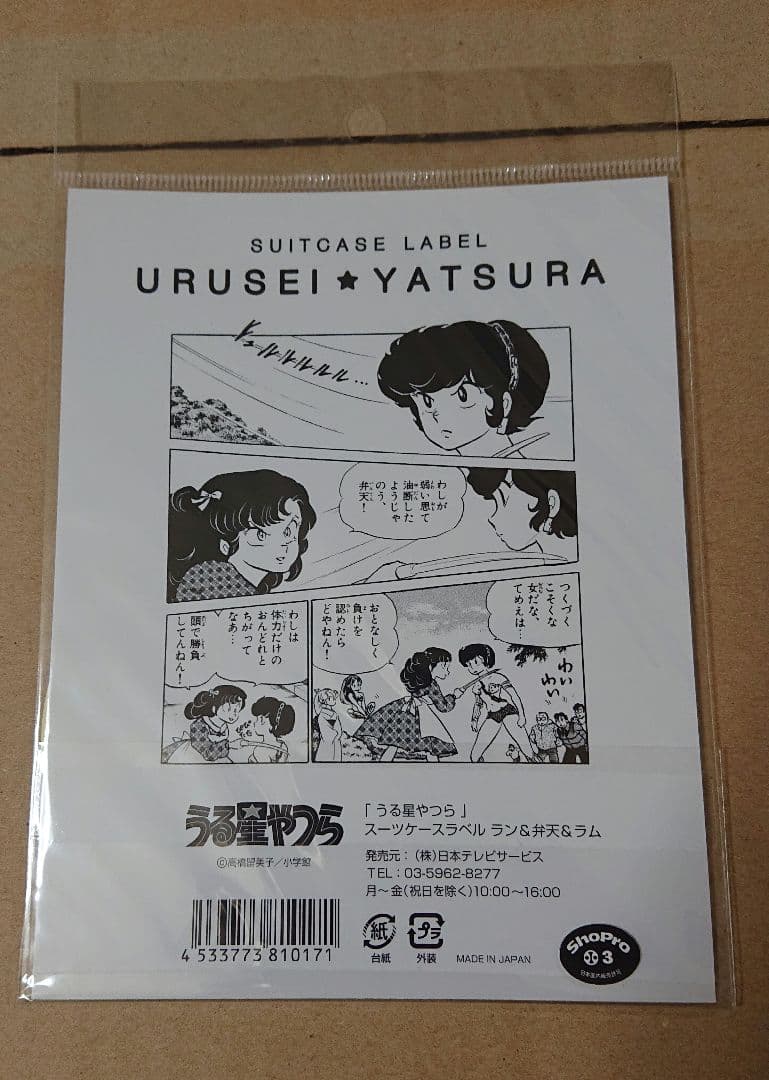 SUITCASE LABEL
URUSEI★YATSURA
ドュルルルルル…
わしが
弱い思て
油断した
ようじゃ
のう、
弁天!
つくづく
こそくな
女だな、
てめえは…
おとなしく
負けを
認めたら
どやねん!
わい
わい
わしは
体力だけの
おんどれと
ちがって
なあ…
頭で勝負
してんねん!
うる星やつら
「うる星やつら」
スーツケースラベル ラン&弁天&ラム
©高橋留美子/小学館
発売元:(株)日本テレビサービス
TEL:03-5962-8277
月~金(祝日を除く)10:00~16:00
4 533773 810171
紙
台紙
プラ
外装
MADE IN JAPAN
ShoPro
3